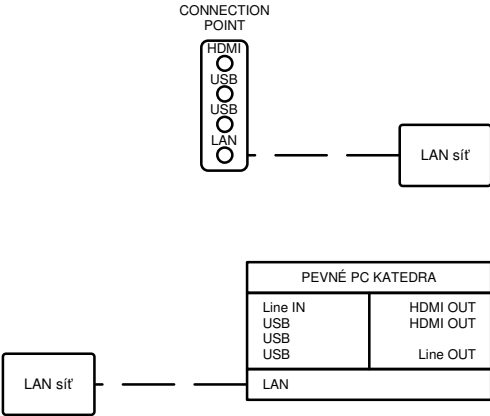 CONNECTION
POINT
HDMI
USB
USB
LAN
LAN síť
PEVNÉ PC KATEDRA
Line IN HDMI OUT
USB HDMI OUT
USB
USB Line OUT
LAN síť LAN